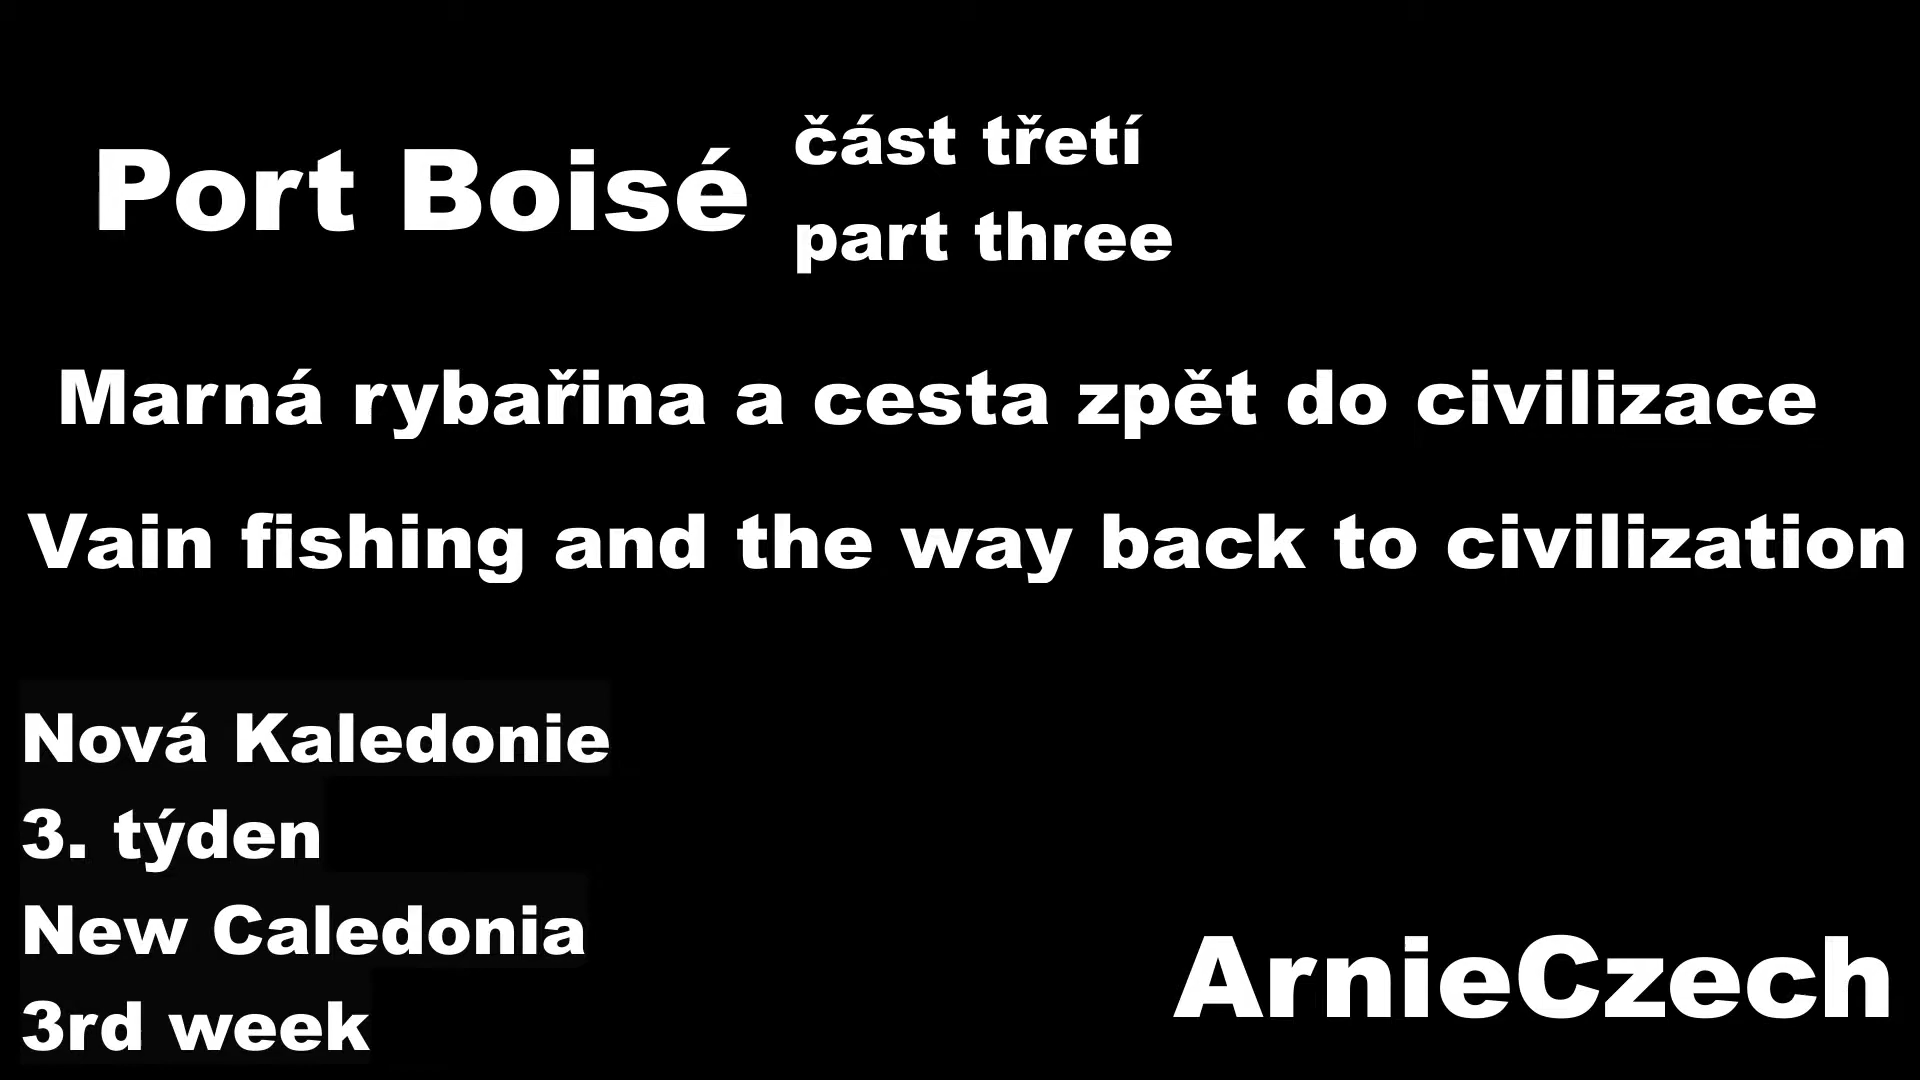 Port Boisé
část třetí
part three
Marná rybařina a cesta zpět do civilizace
Vain fishing and the way back to civilization
Nová Kaledonie
3. týden
New Caledonia
3rd week
ArnieCzech